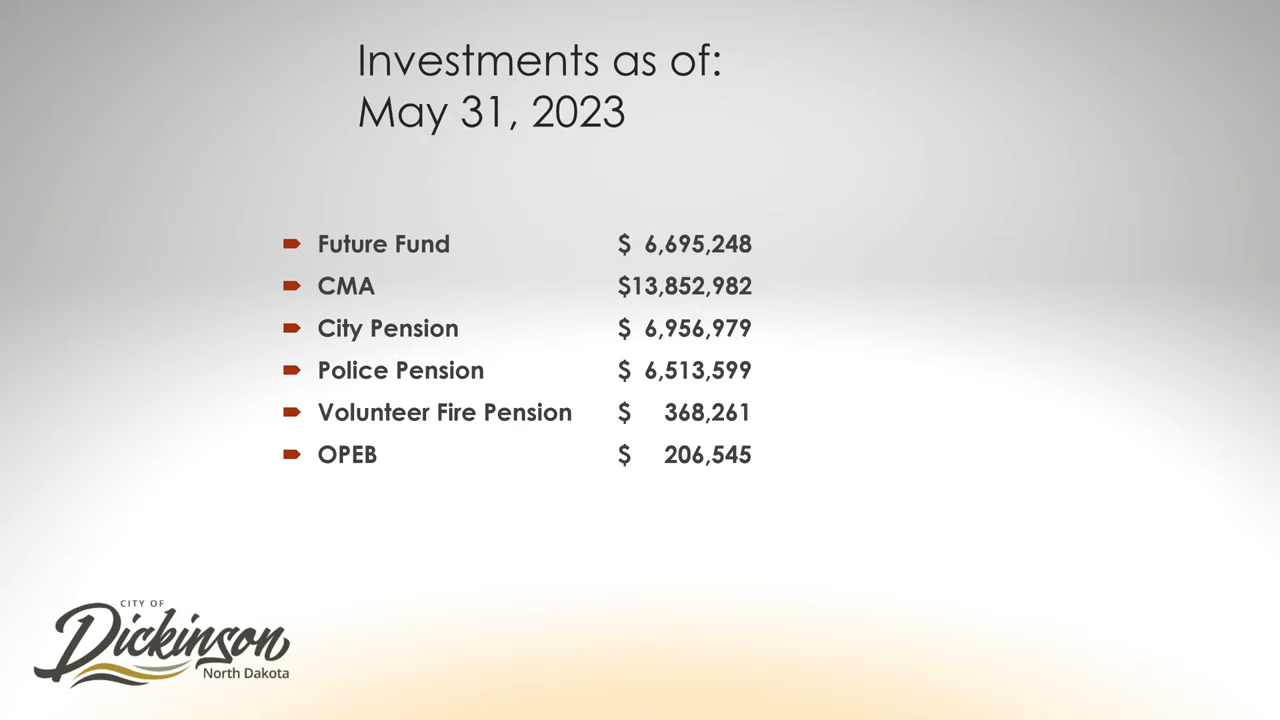 Investments as of:
May 31, 2023
Future Fund $ 6,695,248
CMA $13,852,982
City Pension $ 6,956,979
Police Pension $ 6,513,599
Volunteer Fire Pension $ 368,261
OPEB $ 206,545
CITY OF
Dickinson
North Dakota